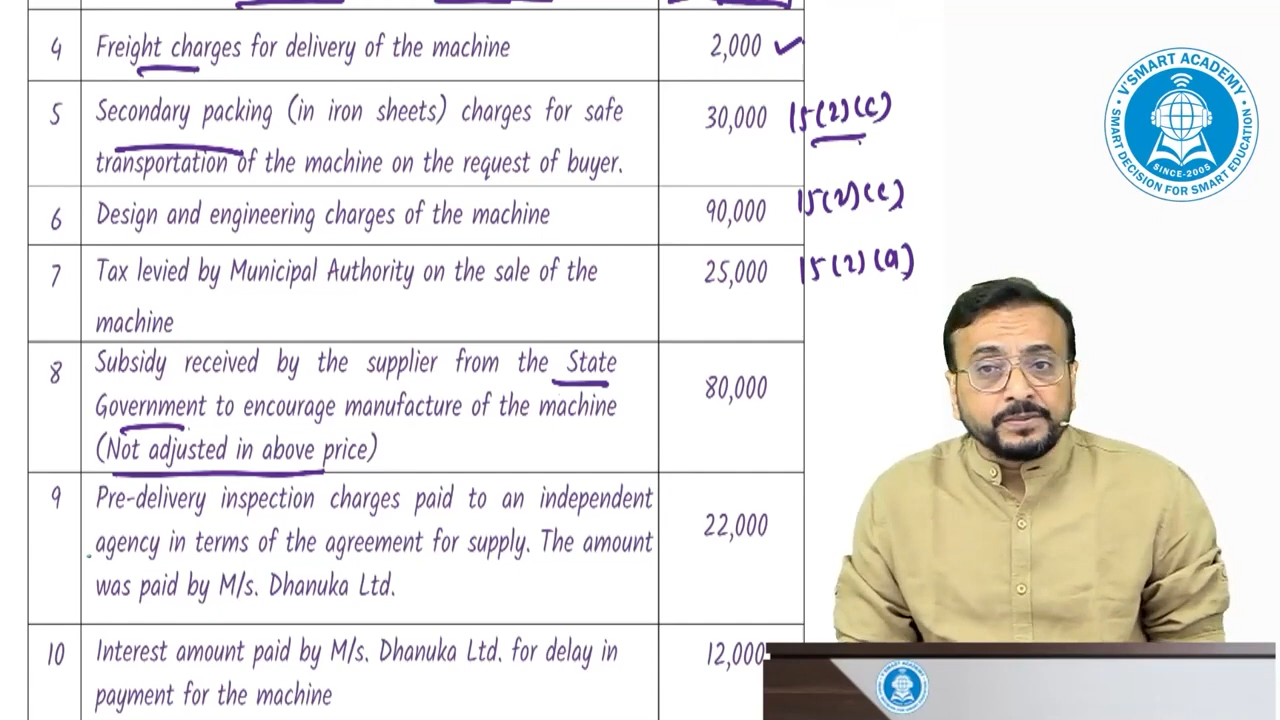 4 Freight charges for delivery of the machine 2,000
5 Secondary packing (in iron sheets) charges for safe 30,000 15(2)(c)
transportation of the machine on the request of buyer.
6 Design and engineering charges of the machine 90,000 15(2)(c)
7 Tax levied by Municipal Authority on the sale of the 25,000 15(2)(a)
machine
8 Subsidy received by the supplier from the State 80,000
Government to encourage manufacture of the machine
(Not adjusted in above price)
9 Pre-delivery inspection charges paid to an independent 22,000
agency in terms of the agreement for supply. The amount
was paid by M/s. Dhanuka Ltd.
10 Interest amount paid by M/s. Dhanuka Ltd. for delay in 12,000
payment for the machine
V'SMART ACADEMY
SMART DECISION FOR SMART EDUCATION
SINCE-2005